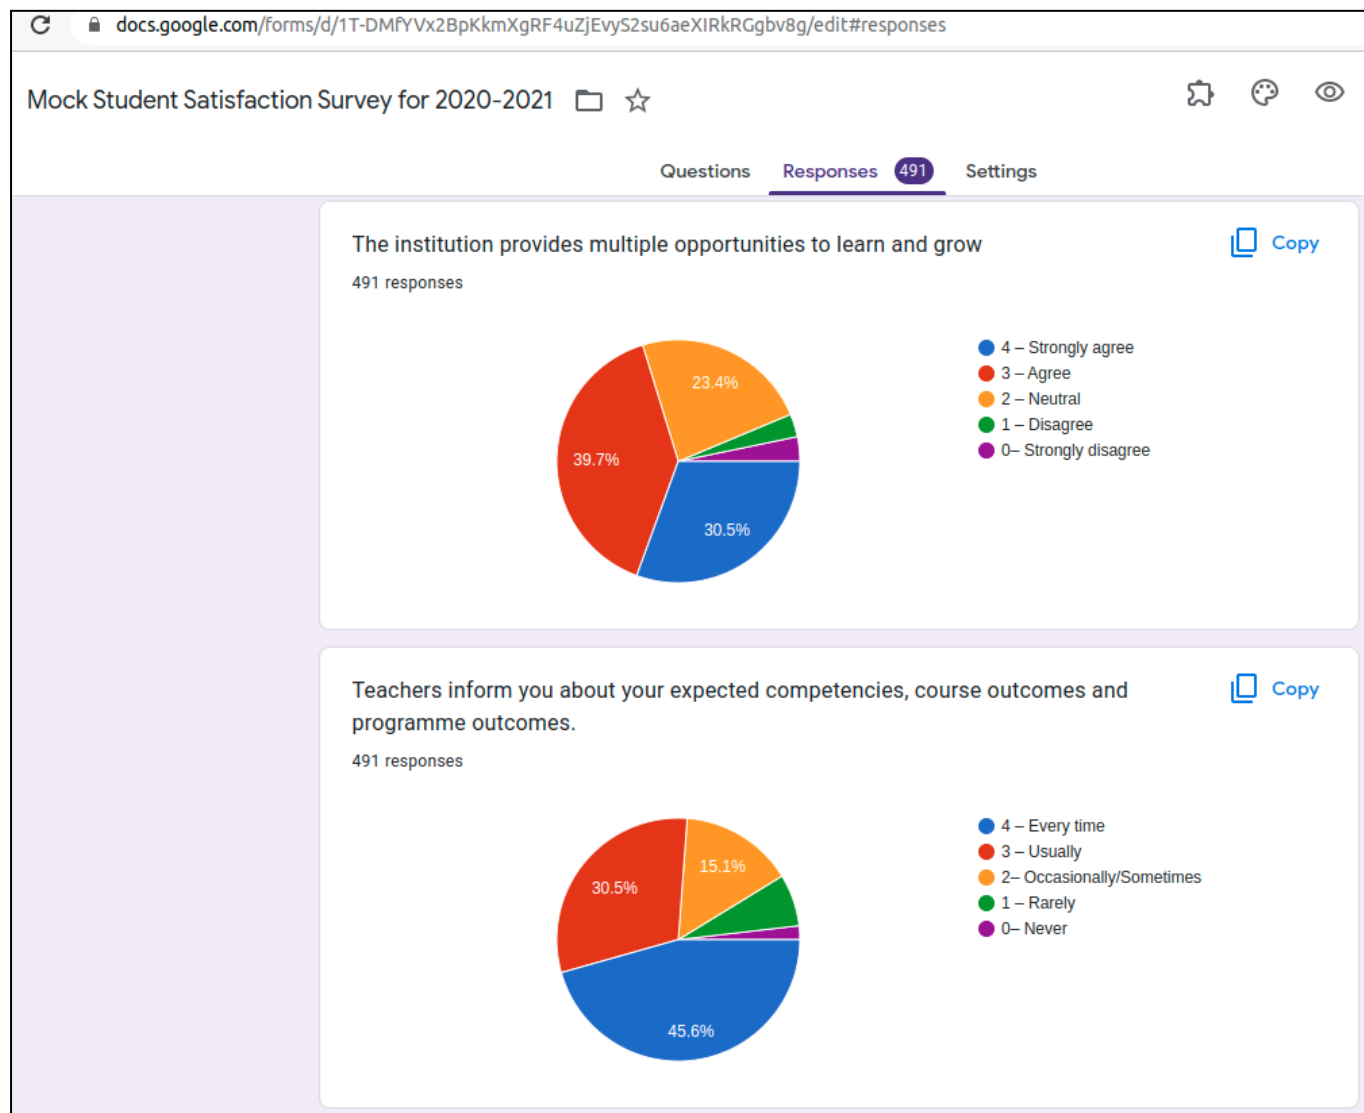 docs.google.com/forms/d/1T-DMfYVx2BpKkmXgRF4uZjEvyS2su6aeXIRkRGgbv8g/edit#responses
Mock Student Satisfaction Survey for 2020-2021
Questions Responses 491 Settings
The institution provides multiple opportunities to learn and grow
Copy
491 responses
4 – Strongly agree
3 – Agree
2 – Neutral
1 – Disagree
0– Strongly disagree
23.4%
39.7%
30.5%
Teachers inform you about your expected competencies, course outcomes and
programme outcomes.
Copy
491 responses
4 – Every time
3 – Usually
2– Occasionally/Sometimes
1 – Rarely
0– Never
15.1%
30.5%
45.6%